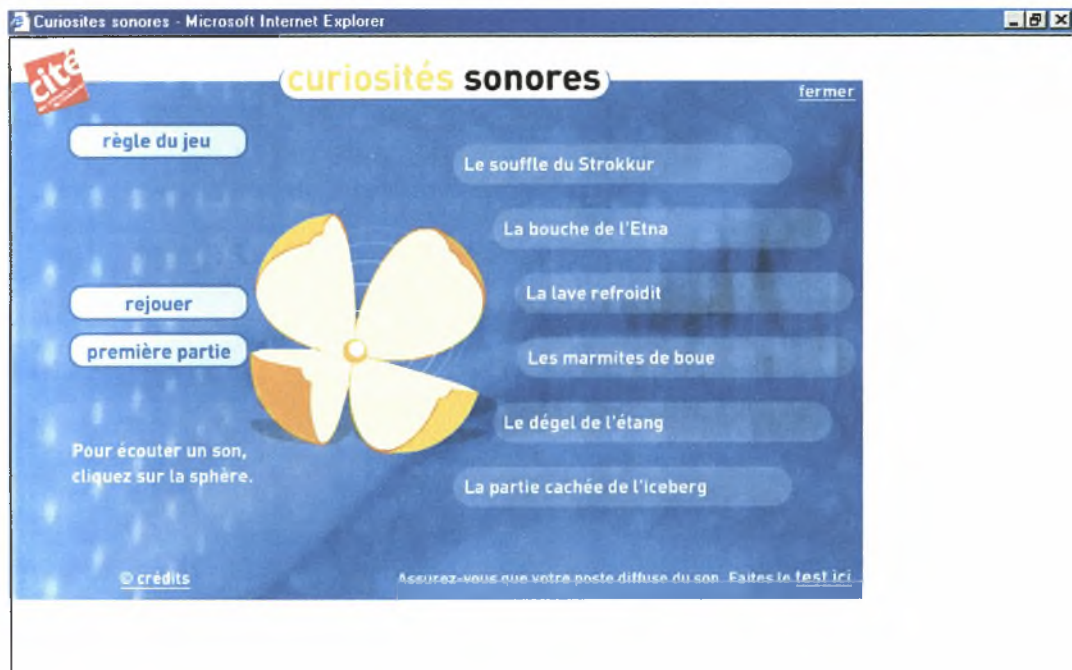 Curiosites sonores - Microsoft Internet Explorer
cité
curiosités sonores
fermer
règle du jeu
Le souffle du Strokkur
La bouche de l'Etna
La lave refroidit
rejouer
première partie
Les marmites de boue
Le dégel de l'étang
Pour écouter un son,
cliquez sur la sphère.
La partie cachée de l'iceberg
© crédits
Assurez-vous que votre poste diffuse du son. Faites le test ici